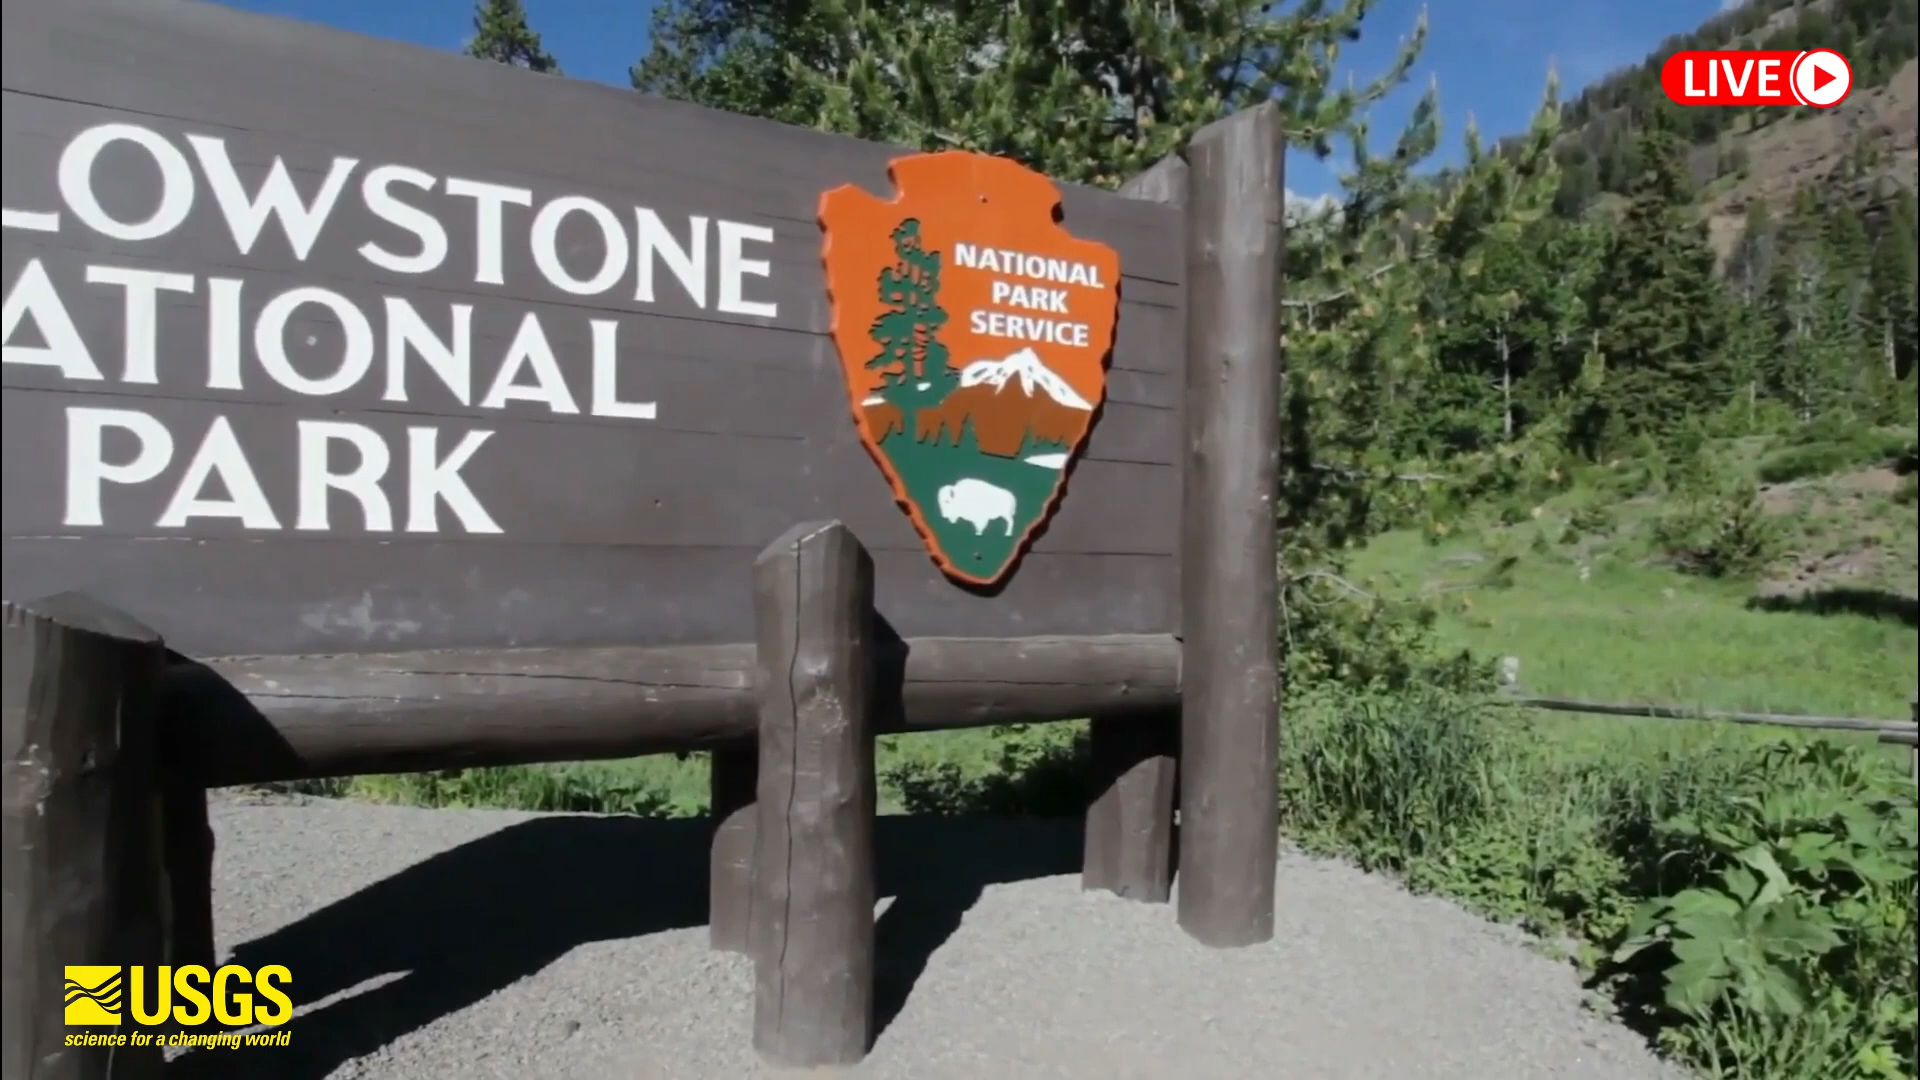 LOWSTONE
ATIONAL
PARK
NATIONAL
PARK
SERVICE
LIVE
USGS
science for a changing world